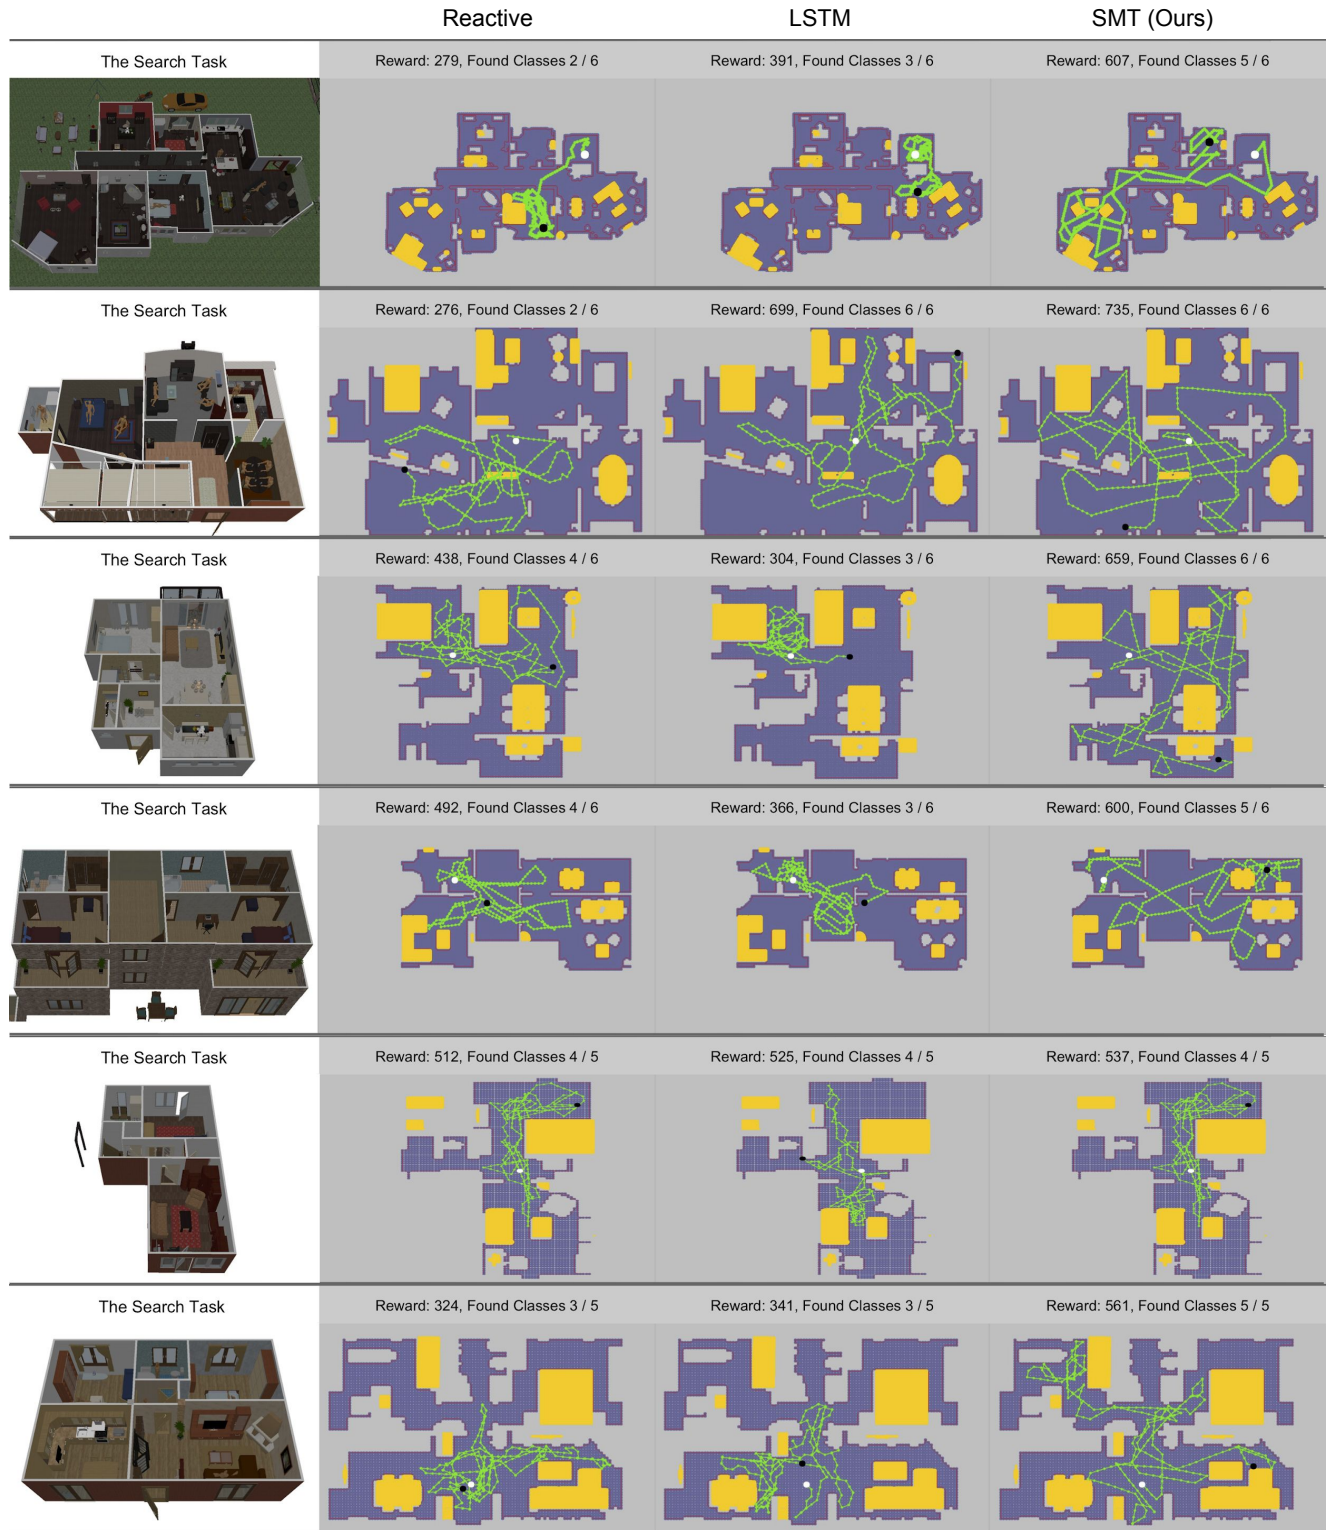 Reactive LSTM SMT (Ours)
The Search Task Reward: 279, Found Classes 2 / 6 Reward: 391, Found Classes 3 / 6 Reward: 607, Found Classes 5 / 6
The Search Task Reward: 276, Found Classes 2 / 6 Reward: 699, Found Classes 6 / 6 Reward: 735, Found Classes 6 / 6
The Search Task Reward: 438, Found Classes 4 / 6 Reward: 304, Found Classes 3 / 6 Reward: 659, Found Classes 6 / 6
The Search Task Reward: 492, Found Classes 4 / 6 Reward: 366, Found Classes 3 / 6 Reward: 600, Found Classes 5 / 6
The Search Task Reward: 512, Found Classes 4 / 5 Reward: 525, Found Classes 4 / 5 Reward: 537, Found Classes 4 / 5
The Search Task Reward: 324, Found Classes 3 / 5 Reward: 341, Found Classes 3 / 5 Reward: 561, Found Classes 5 / 5